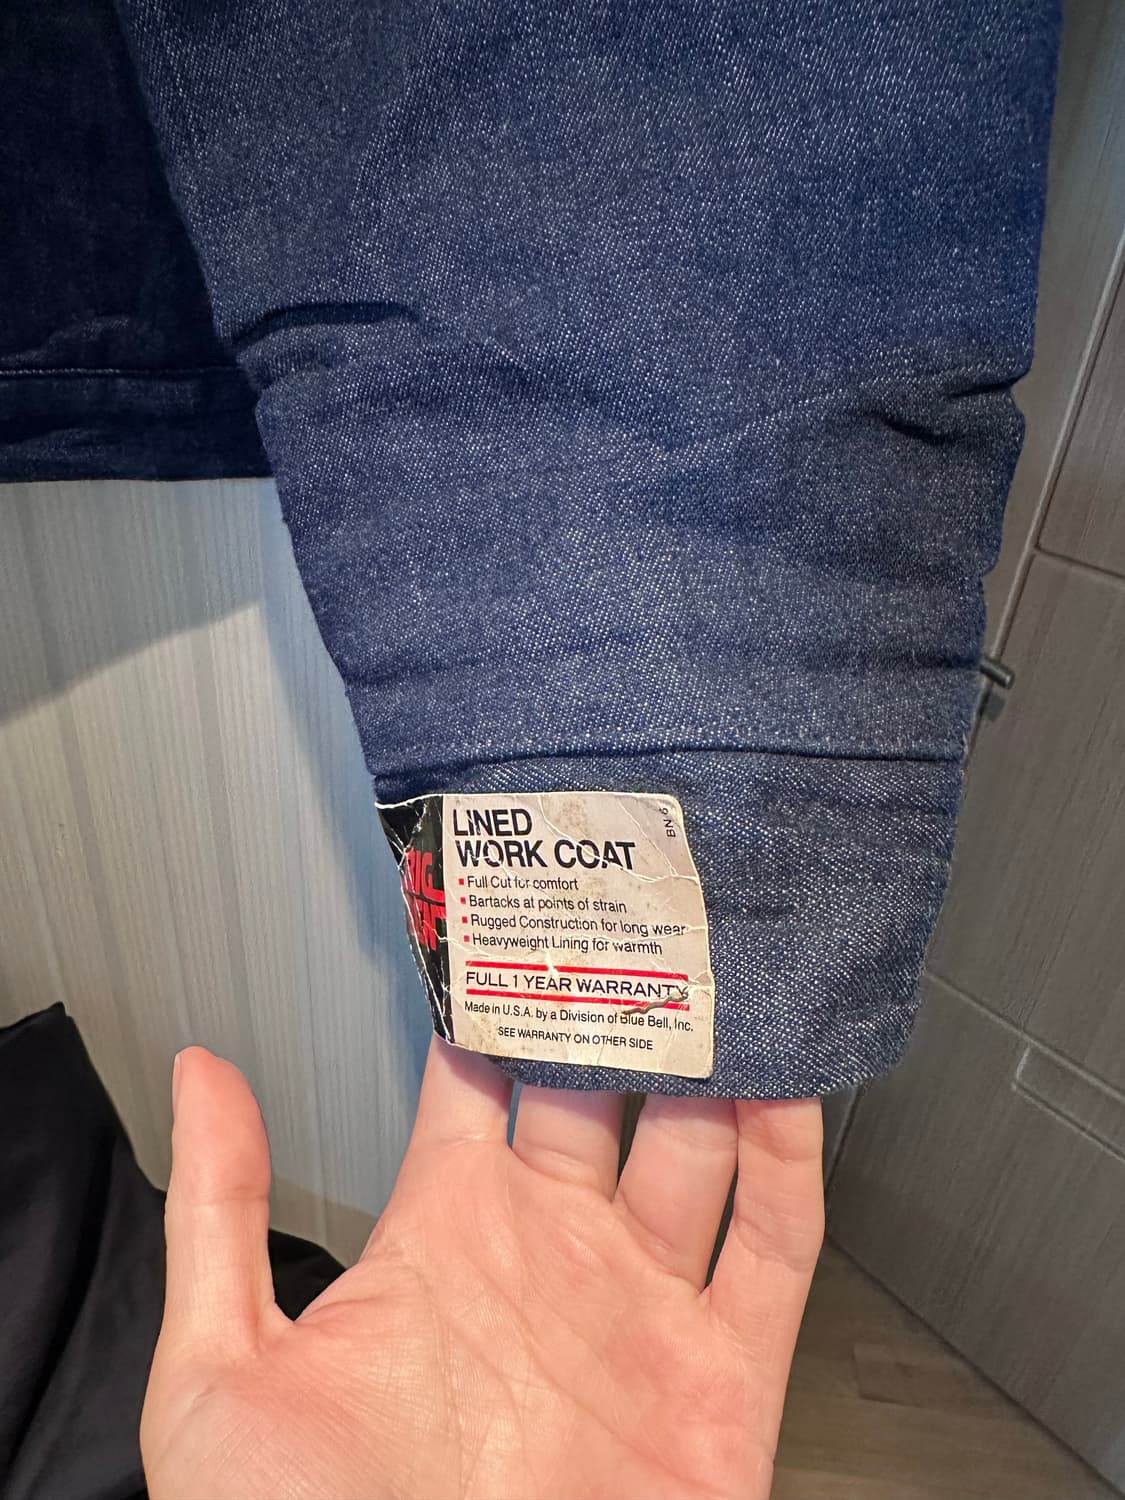 LINED
WORK COAT
Full Cut for comfort
Bartacks at points of strain
Rugged Construction for long wear
Heavyweight Lining for warmth
FULL 1 YEAR WARRANTY
Made in U.S.A. by a Division of Blue Bell, Inc.
SEE WARRANTY ON OTHER SIDE
BIG
BN